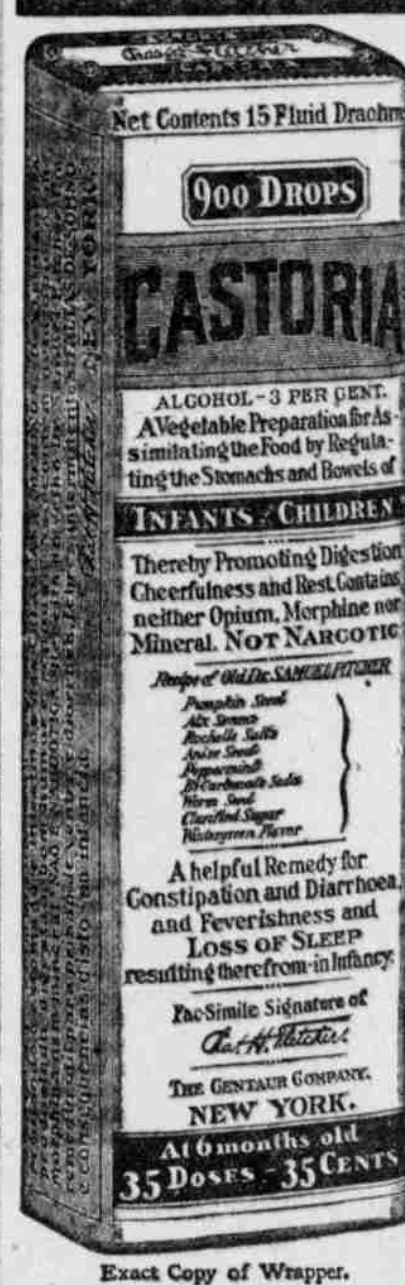 Chas H Fletcher
Net Contents 15 Fluid Drachm
900 DROPS
CASTORIA
ALCOHOL - 3 PER CENT.
A Vegetable Preparation for As-
similating the Food by Regula-
ting the Stomachs and Bowels of
INFANTS / CHILDREN
Thereby Promoting Digestion
Cheerfulness and Rest. Contains
neither Opium, Morphine nor
Mineral. NOT NARCOTIC
Recipe of Old Dr. SAMUEL PITCHER
Pumpkin Seed
Alx Senna
Rochelle Salts
Anise Seed
Peppermint
Bi Carbonate Soda
Worm Seed
Clarified Sugar
Wintergreen Flavor
A helpful Remedy for
Constipation and Diarrhoea,
and Feverishness and
LOSS OF SLEEP
resulting therefrom-in Infancy.
Fac-Simile Signature of
Chas. H. Fletcher.
THE CENTAUR COMPANY,
NEW YORK.
At 6 months old
35 DOSES - 35 CENTS
NEW YORK.
Exact Copy of Wrapper.